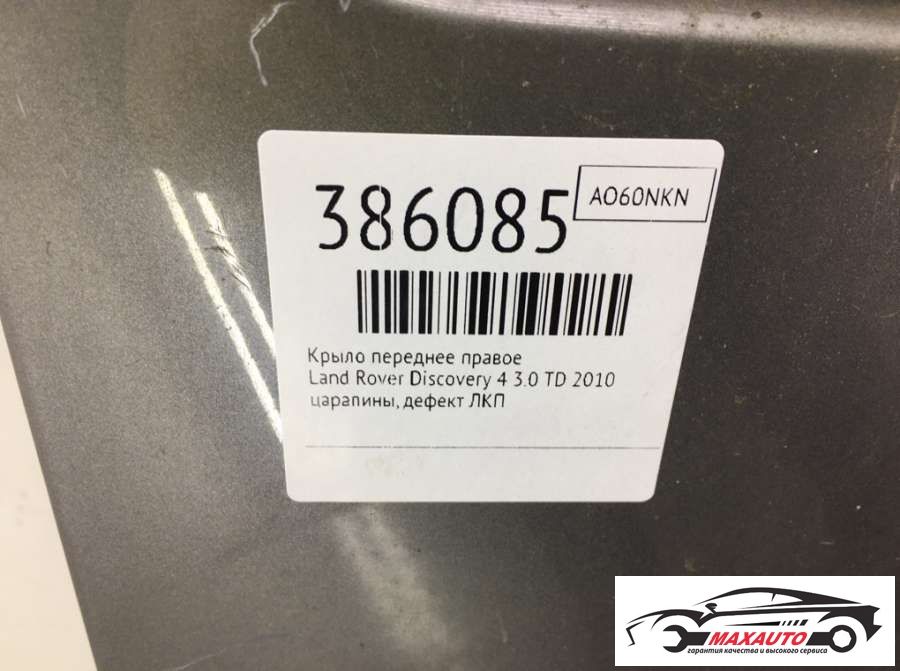 386085
AO60NKN
Крыло переднее правое
Land Rover Discovery 4 3.0 TD 2010
царапины, дефект ЛКП
MAXAUTO
гарантия качества и высокого сервиса